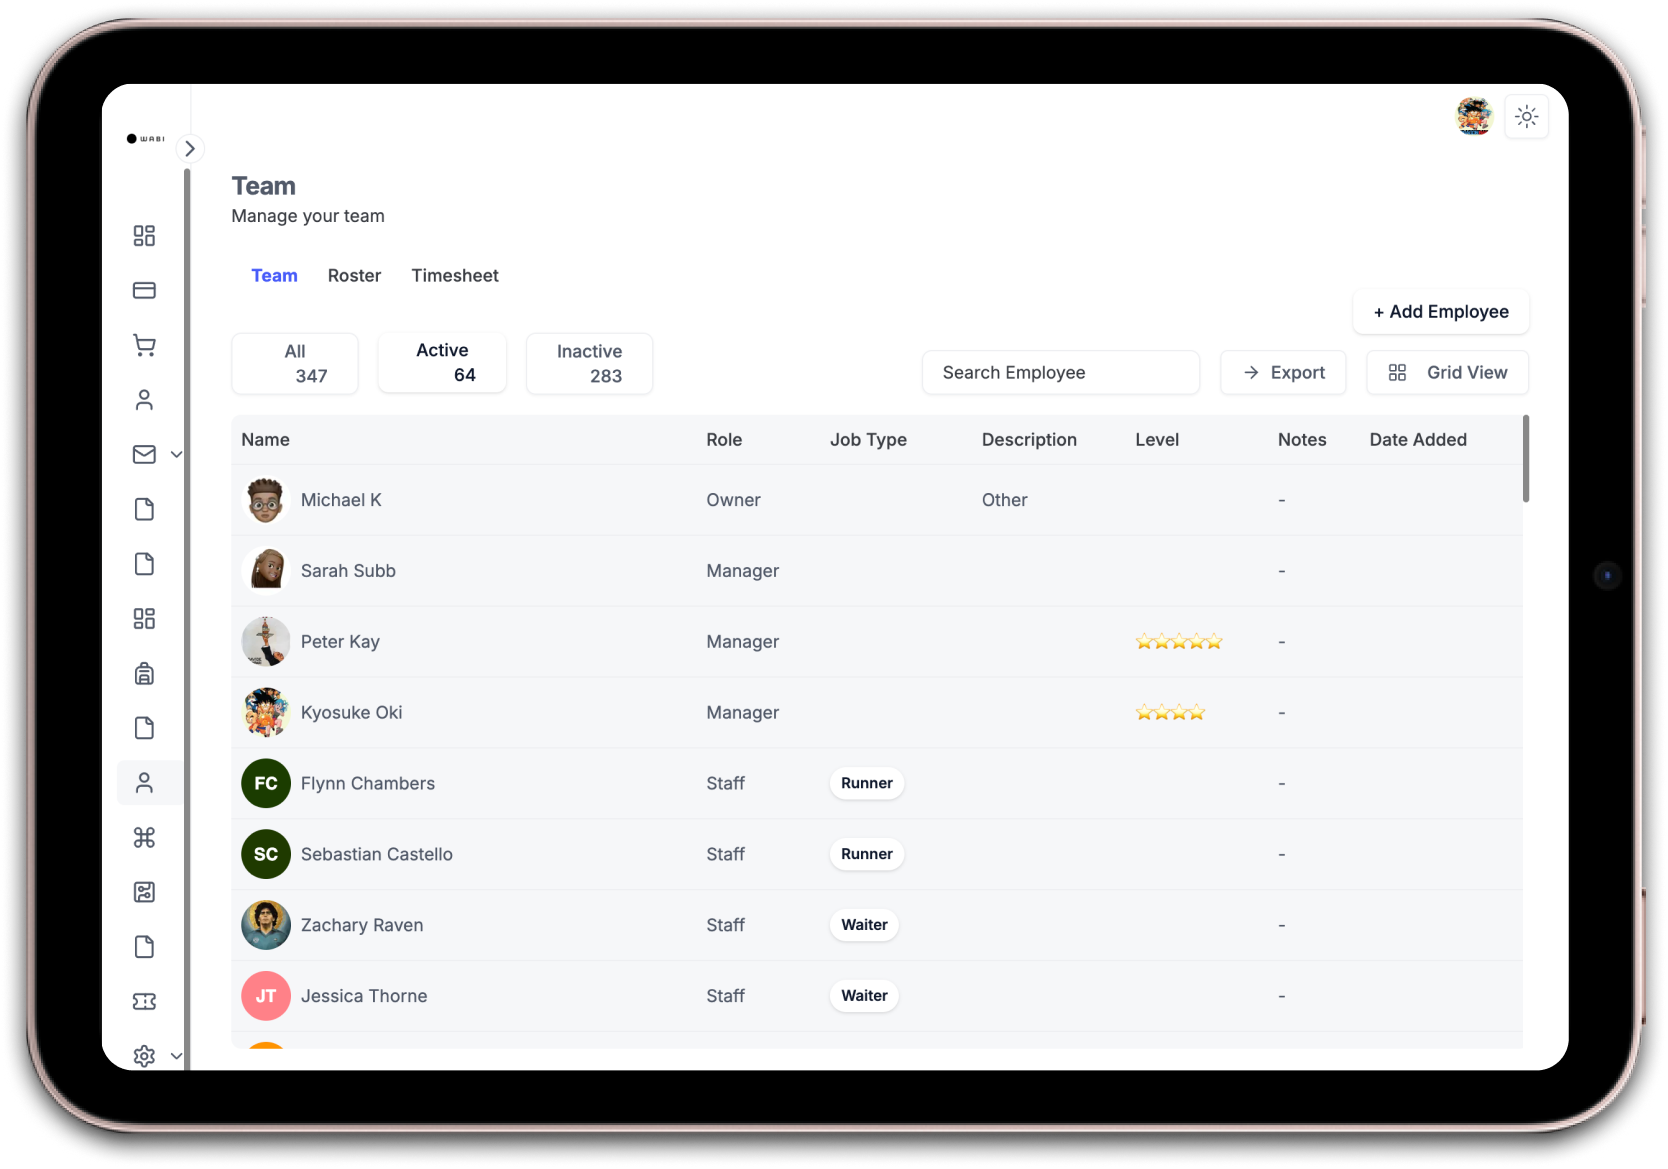 WABI
Team
Manage your team
Team Roster Timesheet
+ Add Employee
All
347
Active
64
Inactive
283
Search Employee
Export
Grid View
Name Role Job Type Description Level Notes Date Added
Michael K Owner Other -
Sarah Subb Manager -
Peter Kay Manager ⭐⭐⭐⭐⭐ -
Kyosuke Oki Manager ⭐⭐⭐⭐ -
FC Flynn Chambers Staff Runner -
SC Sebastian Castello Staff Runner -
Zachary Raven Staff Waiter -
JT Jessica Thorne Staff Waiter -